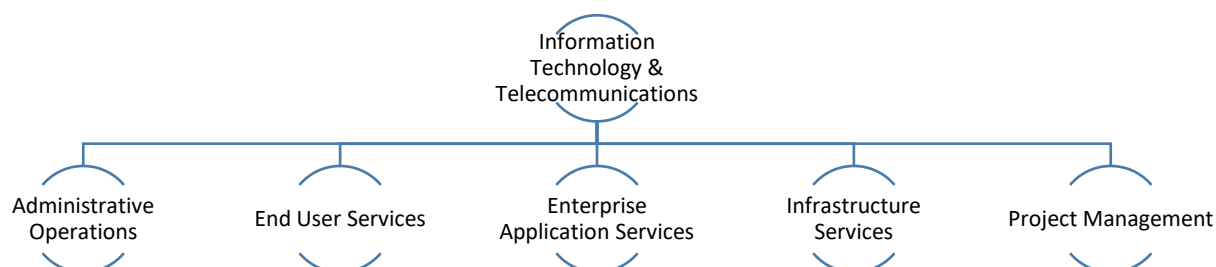 Information
Technology &
Telecommunications
Administrative
Operations
End User Services
Enterprise
Application Services
Infrastructure
Services
Project Management